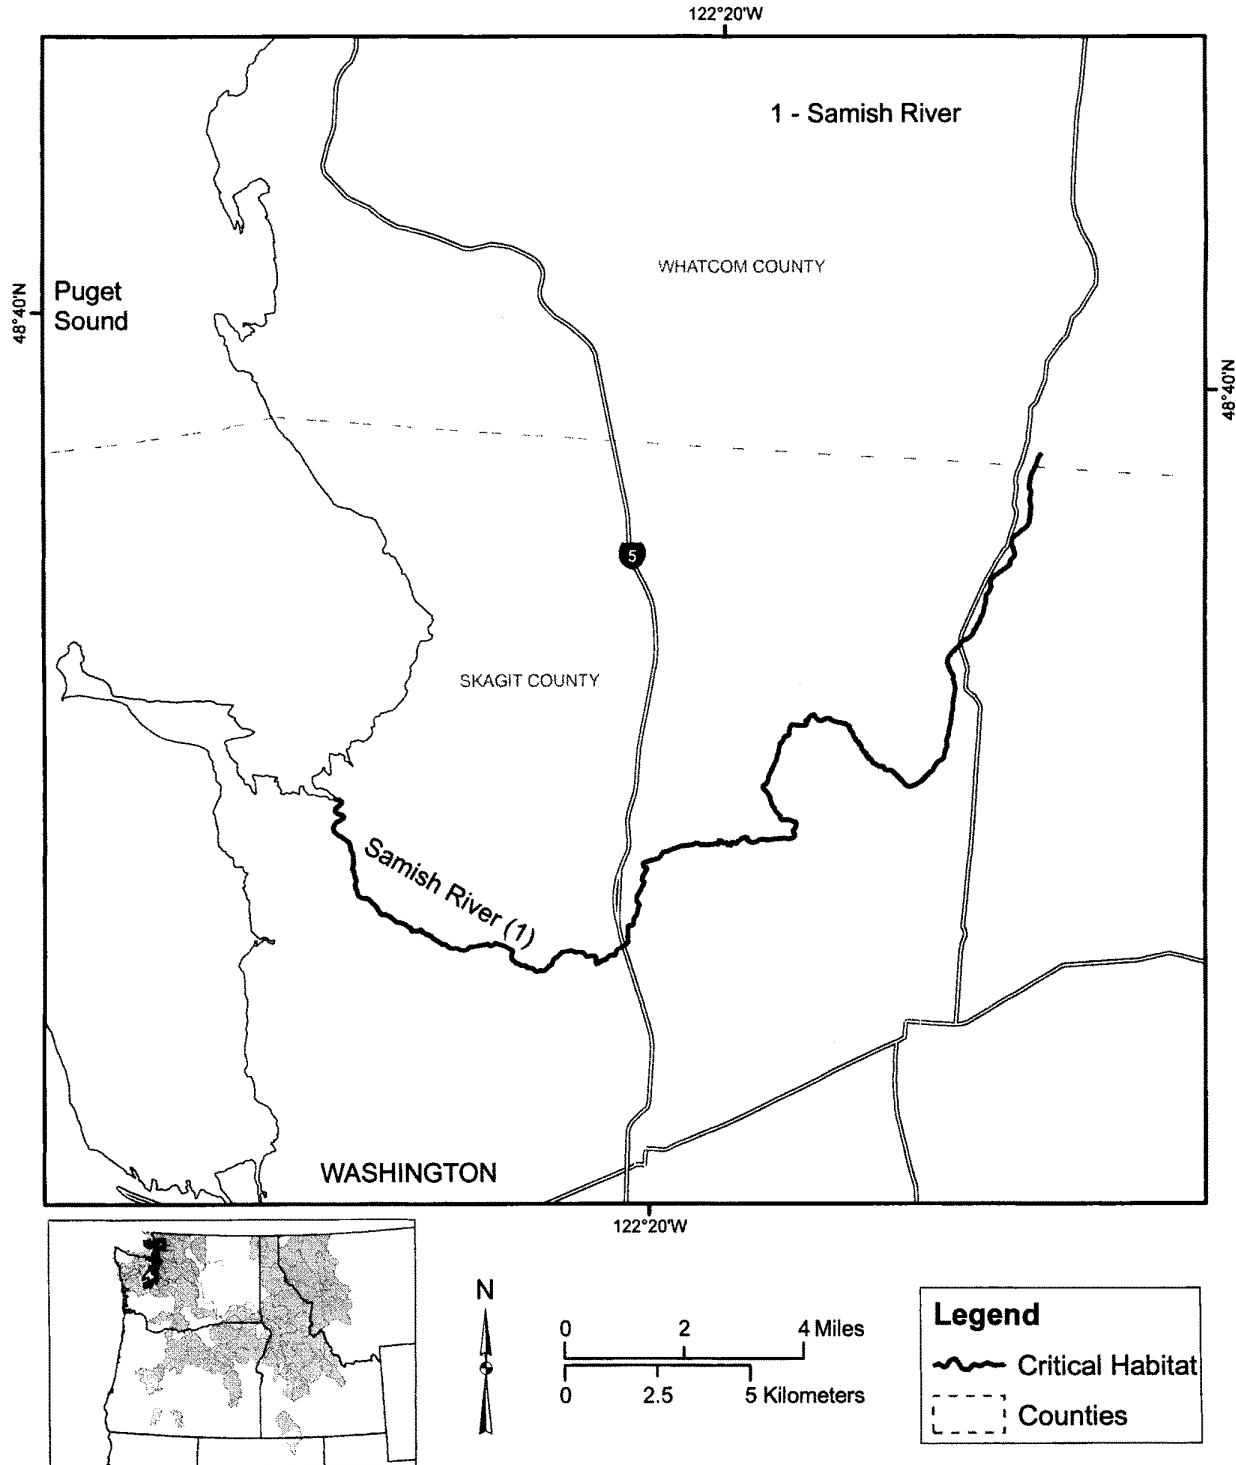 122°20'W
1 - Samish River
WHATCOM COUNTY
48°40'N
Puget
Sound
48°40'N
5
SKAGIT COUNTY
Samish River (1)
WASHINGTON
122°20'W
N
0 2 4 Miles
0 2.5 5 Kilometers
Legend
Critical Habitat
Counties